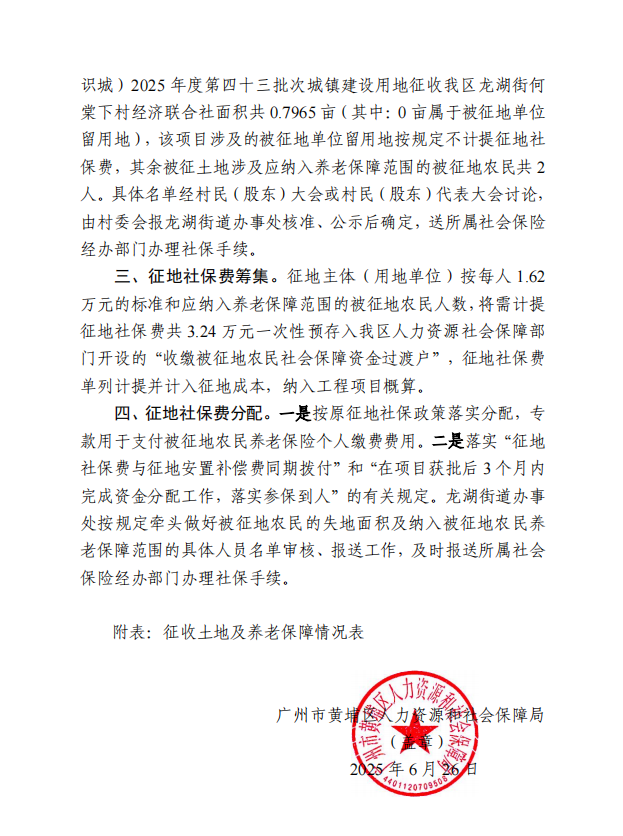 识城）2025 年度第四十三批次城镇建设用地征收我区龙湖街何
棠下村经济联合社面积共 0.7965 亩（其中：0 亩属于被征地单位
留用地），该项目涉及的被征地单位留用地按规定不计提征地社
保费，其余被征土地涉及应纳入养老保障范围的被征地农民共 2
人。具体名单经村民（股东）大会或村民（股东）代表大会讨论，
由村委会报龙湖街道办事处核准、公示后确定，送所属社会保险
经办部门办理社保手续。
三、征地社保费筹集。征地主体（用地单位）按每人 1.62
万元的标准和应纳入养老保障范围的被征地农民人数，将需计提
征地社保费共 3.24 万元一次性预存入我区人力资源社会保障部
门开设的“收缴被征地农民社会保障资金过渡户”，征地社保费
单列计提并计入征地成本，纳入工程项目概算。
四、征地社保费分配。一是按原征地社保政策落实分配，专
款用于支付被征地农民养老保险个人缴费费用。二是落实“征地
社保费与征地安置补偿费同期拨付”和“在项目获批后 3 个月内
完成资金分配工作，落实参保到人”的有关规定。龙湖街道办事
处按规定牵头做好被征地农民的失地面积及纳入被征地农民养
老保障范围的具体人员名单审核、报送工作，及时报送所属社会
保险经办部门办理社保手续。
附表：征收土地及养老保障情况表
广州市黄埔区人力资源和社会保障局
（盖章）
2025 年 6 月 26 日
广州市黄埔区人力资源和社会保障局
4401120709508